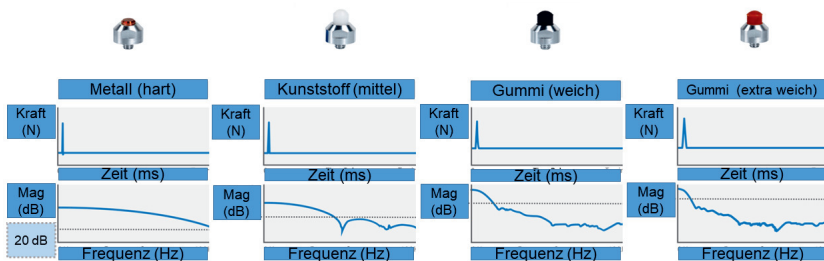 Metall (hart)
Kunststoff (mittel)
Gummi (weich)
Gummi (extra weich)
Kraft
(N)
Kraft
(N)
Kraft
(N)
Kraft
(N)
Zeit (ms)
Zeit (ms)
Zeit (ms)
Zeit (ms)
Mag
(dB)
Mag
(dB)
Mag
(dB)
Mag
(dB)
20 dB
Frequenz (Hz)
Frequenz (Hz)
Frequenz (Hz)
Frequenz (Hz)